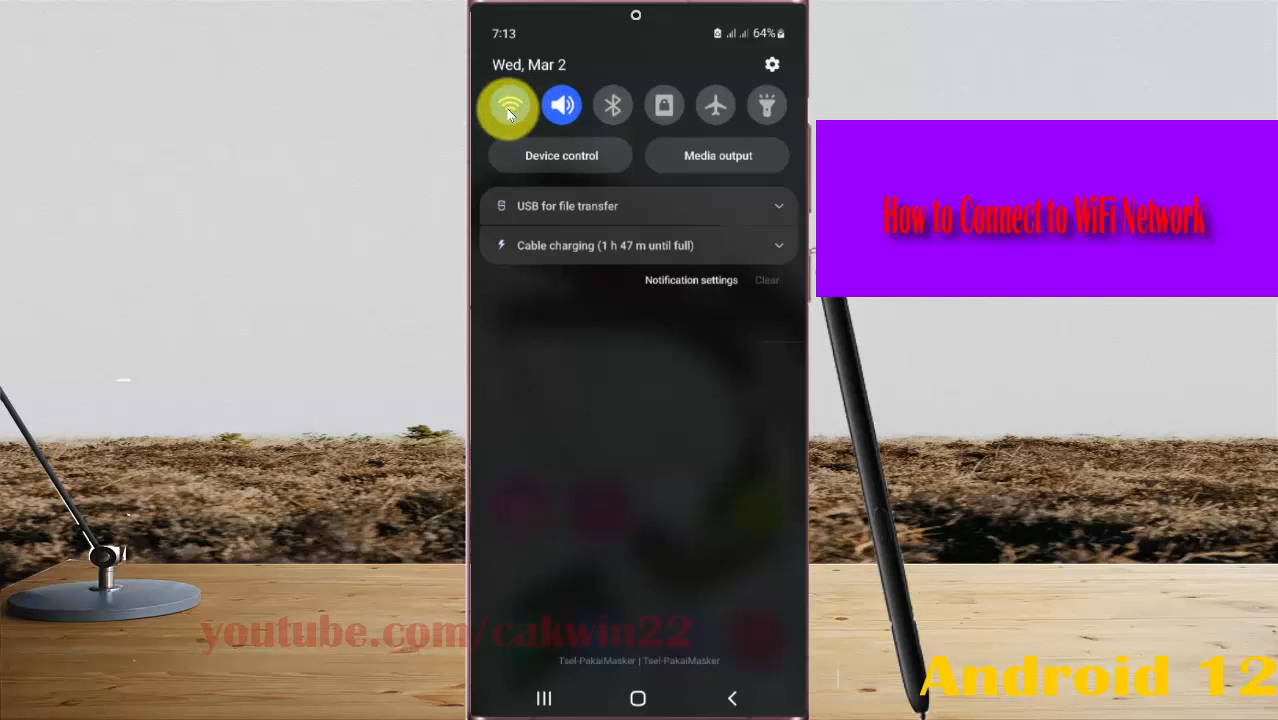 7:13
64%
Wed, Mar 2
Device control
Media output
USB for file transfer
Cable charging (1 h 47 m until full)
Notification settings
Clear
How to Connect to WiFi Network
youtube.com/cakwin22
Tsel-PakaiMasker | Tsel-PakaiMasker
Android 12